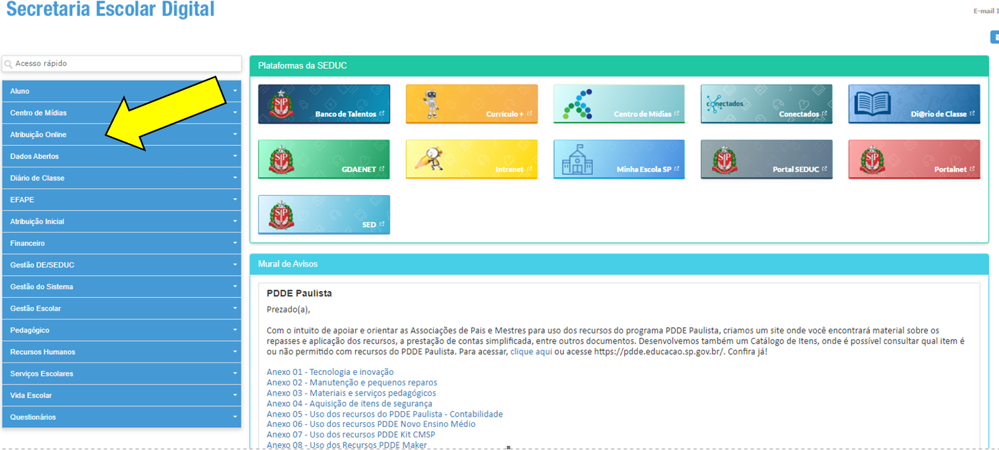 Secretaria Escolar Digital
E-mail I
Acesso rápido
Aluno
Centro de Mídias
Atribuição Online
Dados Abertos
Diário de Classe
EFAPE
Atribuição Inicial
Financeiro
Gestão DE/SEDUC
Gestão do Sistema
Gestão Escolar
Pedagógico
Recursos Humanos
Serviços Escolares
Vida Escolar
Questionários
Plataformas da SEDUC
SP
Banco de Talentos
Currículo +
Centro de Mídias
conectados
Conectados
Di@rio de Classe
SP
GDAENET
Intranet
Minha Escola SP
SP
Portal SEDUC
SP
Portalnet
SP
SED
Mural de Avisos
PDDE Paulista
Prezado(a),
Com o intuito de apoiar e orientar as Associações de Pais e Mestres para uso dos recursos do programa PDDE Paulista, criamos um site onde você encontrará material sobre os
repasses e aplicação dos recursos, a prestação de contas simplificada, entre outros documentos. Desenvolvemos também um Catálogo de Itens, onde é possível consultar qual item é
ou não permitido com recursos do PDDE Paulista. Para acessar, clique aqui ou acesse https://pdde.educacao.sp.gov.br/. Confira já!
Anexo 01 - Tecnologia e inovação
Anexo 02 - Manutenção e pequenos reparos
Anexo 03 - Materiais e serviços pedagógicos
Anexo 04 - Aquisição de itens de segurança
Anexo 05 - Uso dos recursos do PDDE Paulista - Contabilidade
Anexo 06 - Uso dos recursos PDDE Novo Ensino Médio
Anexo 07 - Uso dos recursos PDDE Kit CMSP
Anexo 08 - Uso dos Recursos PDDE Maker